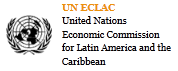 UN ECLAC
United Nations
Economic Commission
for Latin America and the
Caribbean